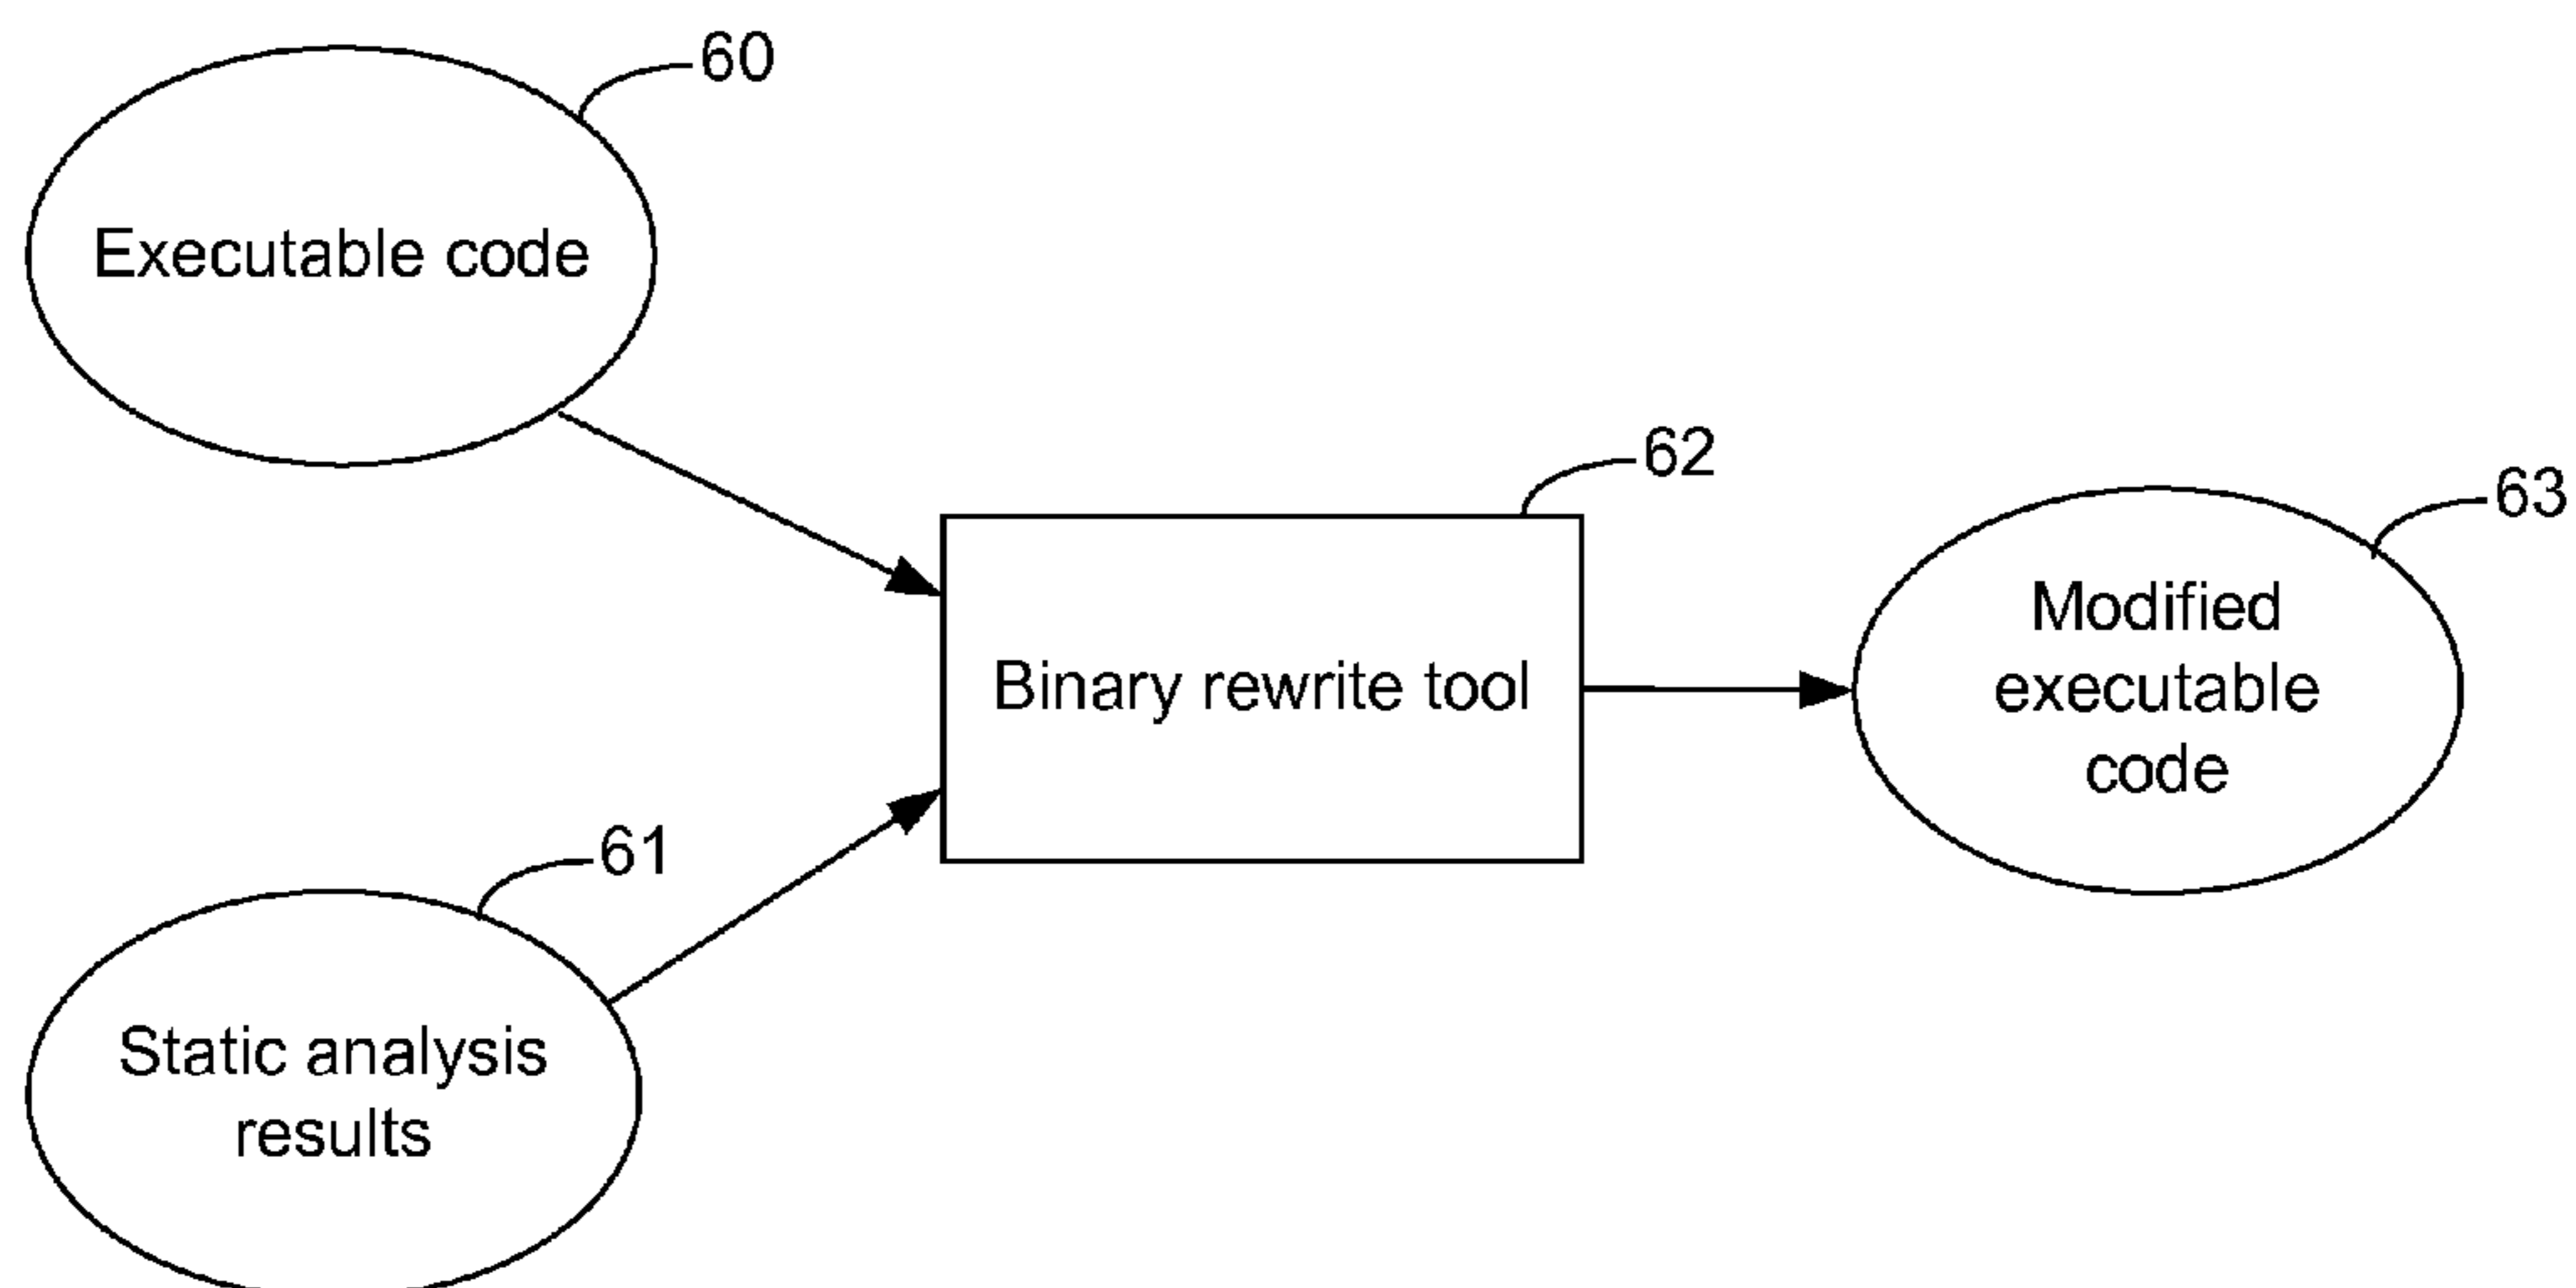 60
Executable code
62
63
Binary rewrite tool
Modified
executable
code
61
Static analysis
results